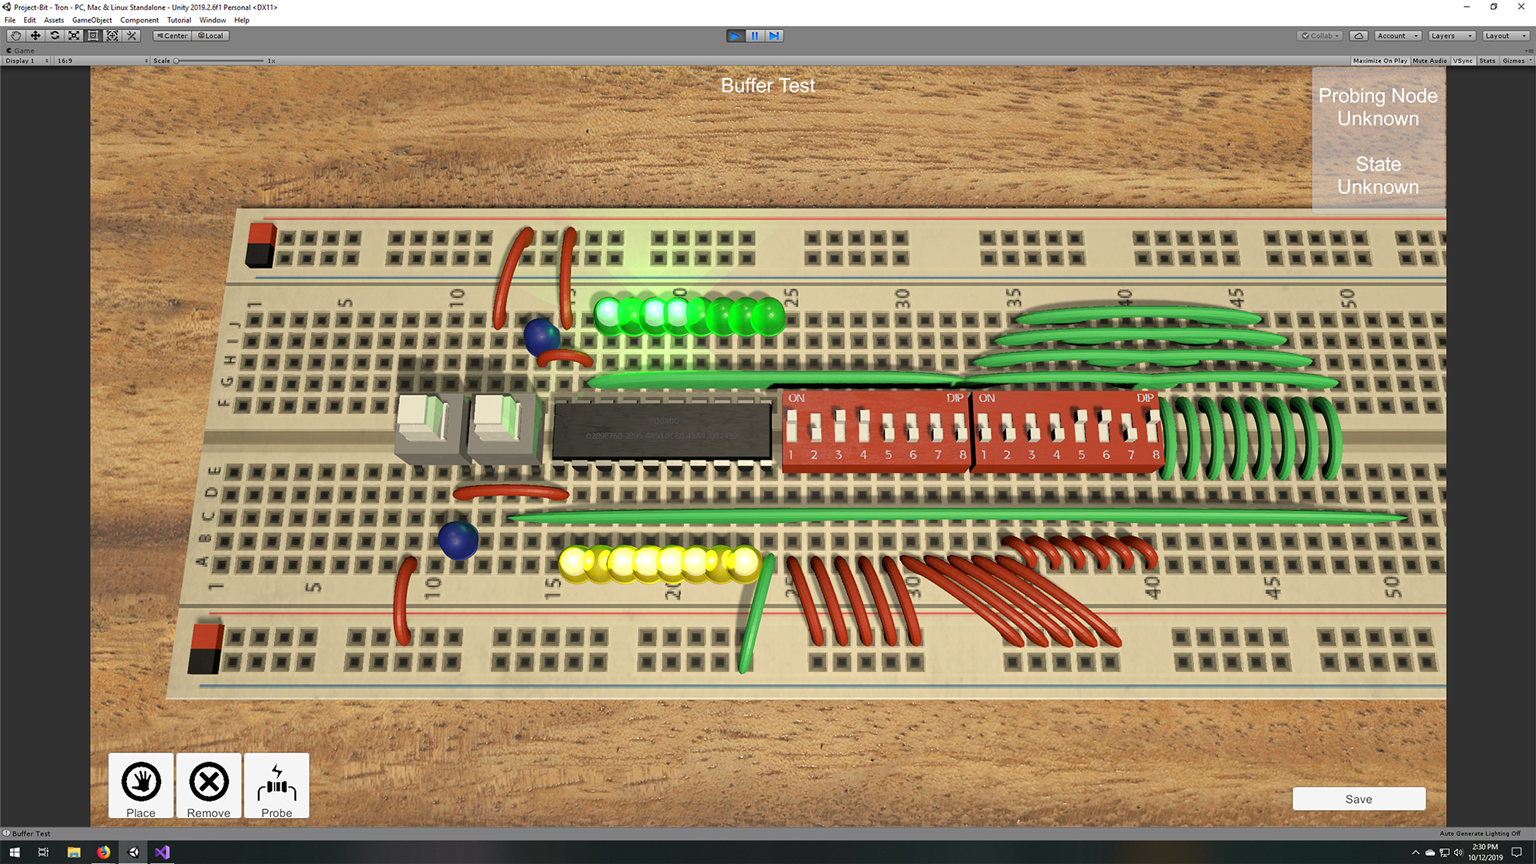 Project-Bit - Tron - PC, Mac & Linux Standalone - Unity 2019.2.6f1 Personal <DX11>
File Edit Assets GameObject Component Tutorial Window Help
Center Local
Collab Account Layers Layout
Game
Display 1 16:9 Scale 1x
Maximize On Play Mute Audio VSync Stats Gizmos
Buffer Test
Probing Node
Unknown
State
Unknown
1 5 10 15 20 25 30 35 40 45 50
J
I
H
G
F
ON DIP ON DIP
1 2 3 4 5 6 7 8 1 2 3 4 5 6 7 8
E
D
C
B
A
1 5 10 15 20 25 30 40 45 50
Place Remove Probe
Save
Buffer Test
Auto Generate Lighting Off
2:30 PM
10/12/2019